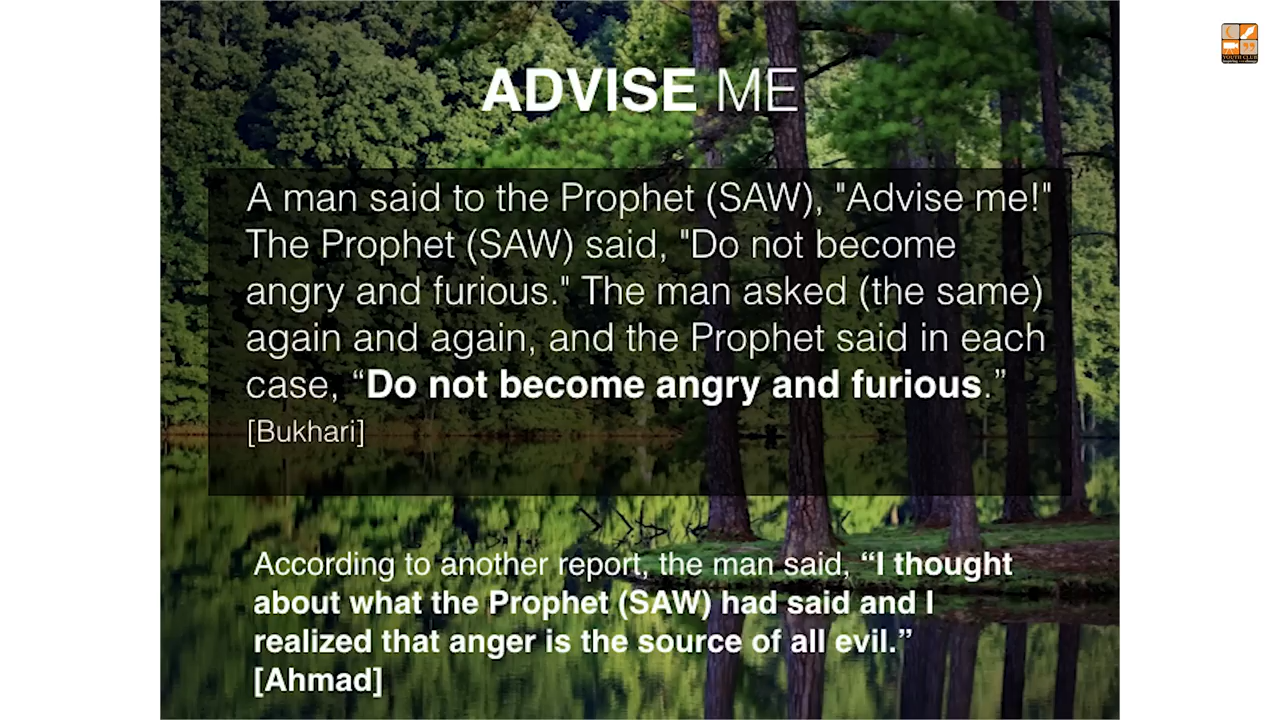 ADVISE ME
A man said to the Prophet (SAW), "Advise me!"
The Prophet (SAW) said, "Do not become
angry and furious." The man asked (the same)
again and again, and the Prophet said in each
case, “Do not become angry and furious.”
[Bukhari]
According to another report, the man said, “I thought
about what the Prophet (SAW) had said and I
realized that anger is the source of all evil.”
[Ahmad]
YOUTH CLUB